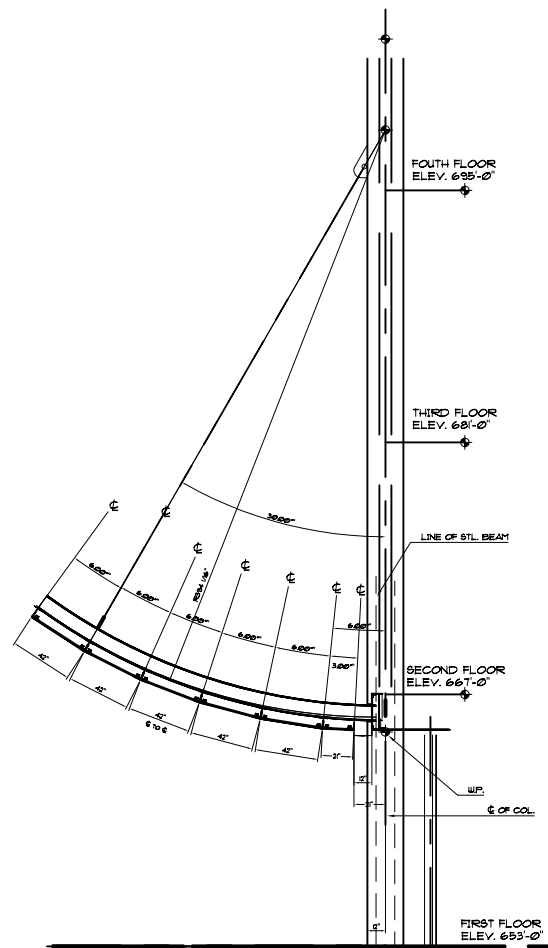 FOUTH FLOOR
ELEV. 695'-0"
THIRD FLOOR
ELEV. 681'-0"
30.00°
LINE OF STL. BEAM
6.00°
6.00°
6.00°
6.00°
6.00°
3.00°
SECOND FLOOR
ELEV. 667'-0"
42"
42"
42"
42"
℄ TO ℄
42"
21"
12"
21"
W.P.
℄ OF COL.
12"
FIRST FLOOR
ELEV. 653'-0"